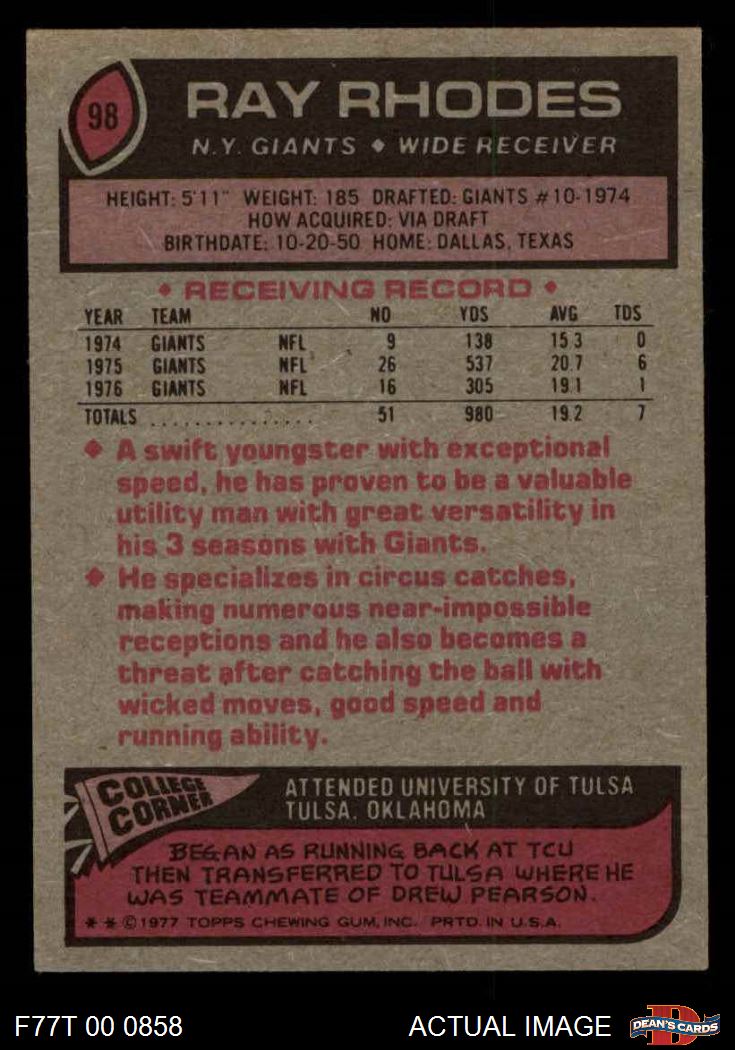 98
RAY RHODES
N.Y. GIANTS ♦ WIDE RECEIVER
HEIGHT: 5'11" WEIGHT: 185 DRAFTED: GIANTS #10-1974
HOW ACQUIRED: VIA DRAFT
BIRTHDATE: 10-20-50 HOME: DALLAS, TEXAS
♦ RECEIVING RECORD ♦
YEAR TEAM NO YDS AVG TDS
1974 GIANTS NFL 9 138 15.3 0
1975 GIANTS NFL 26 537 20.7 6
1976 GIANTS NFL 16 305 19.1 1
TOTALS ............... 51 980 19.2 7
♦ A swift youngster with exceptional
speed, he has proven to be a valuable
utility man with great versatility in
his 3 seasons with Giants.
♦ He specializes in circus catches,
making numerous near-impossible
receptions and he also becomes a
threat after catching the ball with
wicked moves, good speed and
running ability.
COLLEGE
CORNER
ATTENDED UNIVERSITY OF TULSA
TULSA, OKLAHOMA
BEGAN AS RUNNING BACK AT TCU
THEN TRANSFERRED TO TULSA WHERE HE
WAS TEAMMATE OF DREW PEARSON.
* * © 1977 TOPPS CHEWING GUM, INC. PRTD. IN U.S.A.
F77T 00 0858
ACTUAL IMAGE
D
DEAN'S CARDS